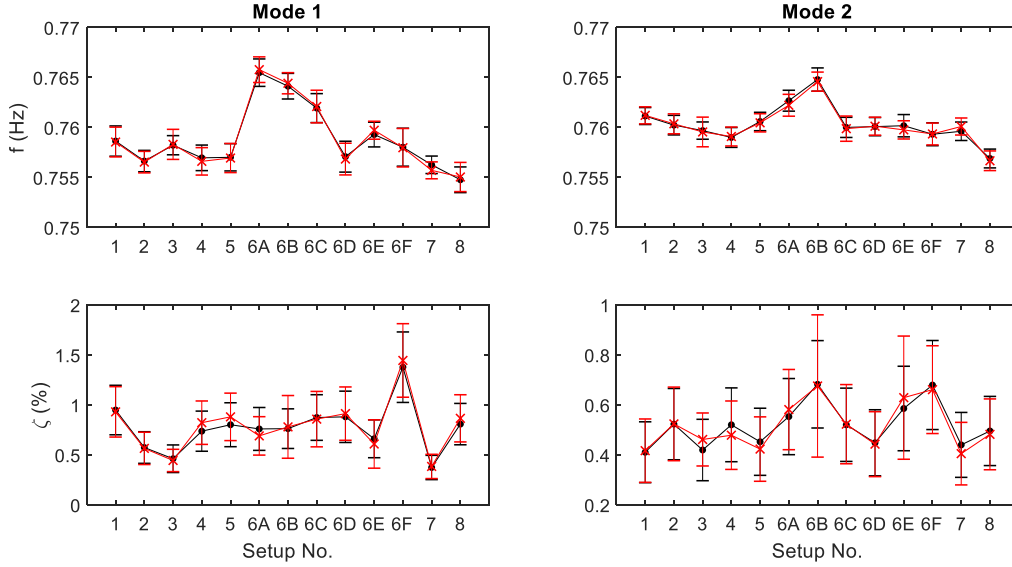 Mode 1
0.77
0.765
0.76
0.755
0.75
f (Hz)
1 2 3 4 5 6A 6B 6C 6D 6E 6F 7 8
Mode 2
0.77
0.765
0.76
0.755
0.75
1 2 3 4 5 6A 6B 6C 6D 6E 6F 7 8
2
1.5
1
0.5
0
ζ (%)
1 2 3 4 5 6A 6B 6C 6D 6E 6F 7 8
Setup No.
1
0.8
0.6
0.4
0.2
1 2 3 4 5 6A 6B 6C 6D 6E 6F 7 8
Setup No.